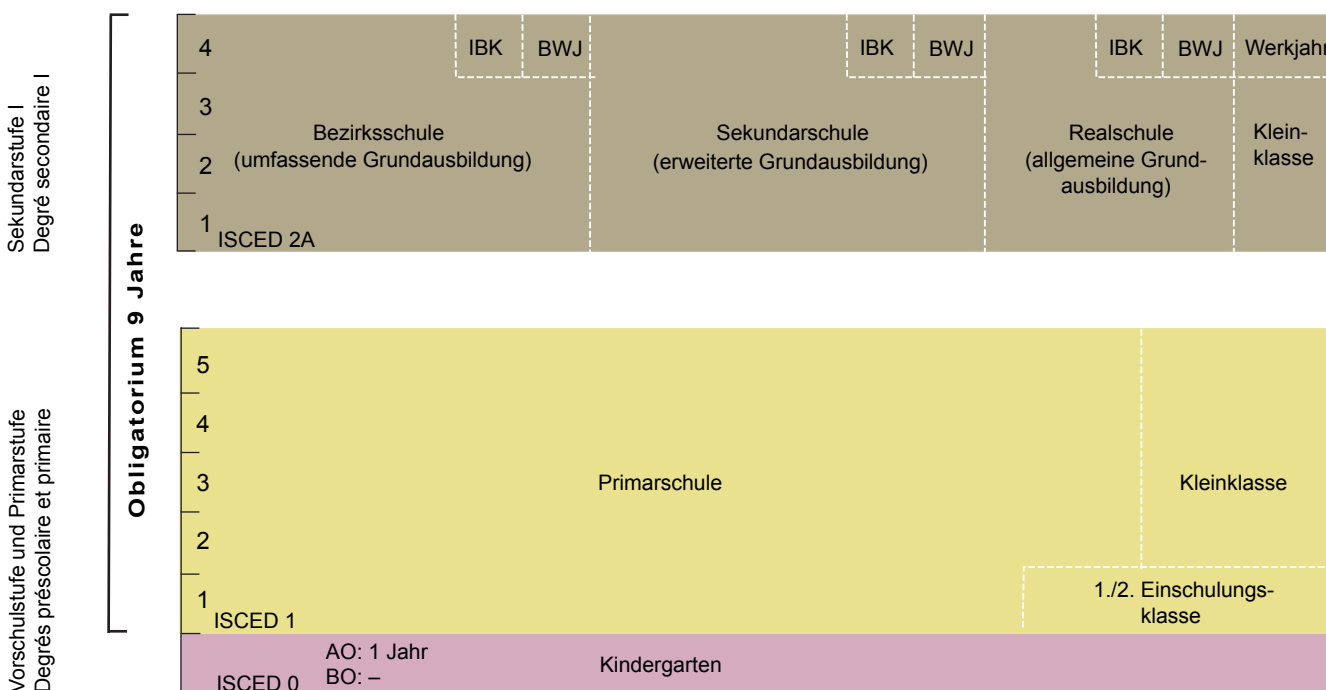 Sekundarstufe I
Degré secondaire I
Obligatorium 9 Jahre
4
IBK
BWJ
IBK
BWJ
IBK
BWJ
Werkjahr
3
2
1
ISCED 2A
Bezirksschule
(umfassende Grundausbildung)
Sekundarschule
(erweiterte Grundausbildung)
Realschule
(allgemeine Grund-
ausbildung)
Klein-
klasse
Vorschulstufe und Primarstufe
Degrés préscolaire et primaire
5
4
3
2
1
ISCED 1
Primarschule
Kleinklasse
1./2. Einschulungs-
klasse
ISCED 0
AO: 1 Jahr
BO: –
Kindergarten